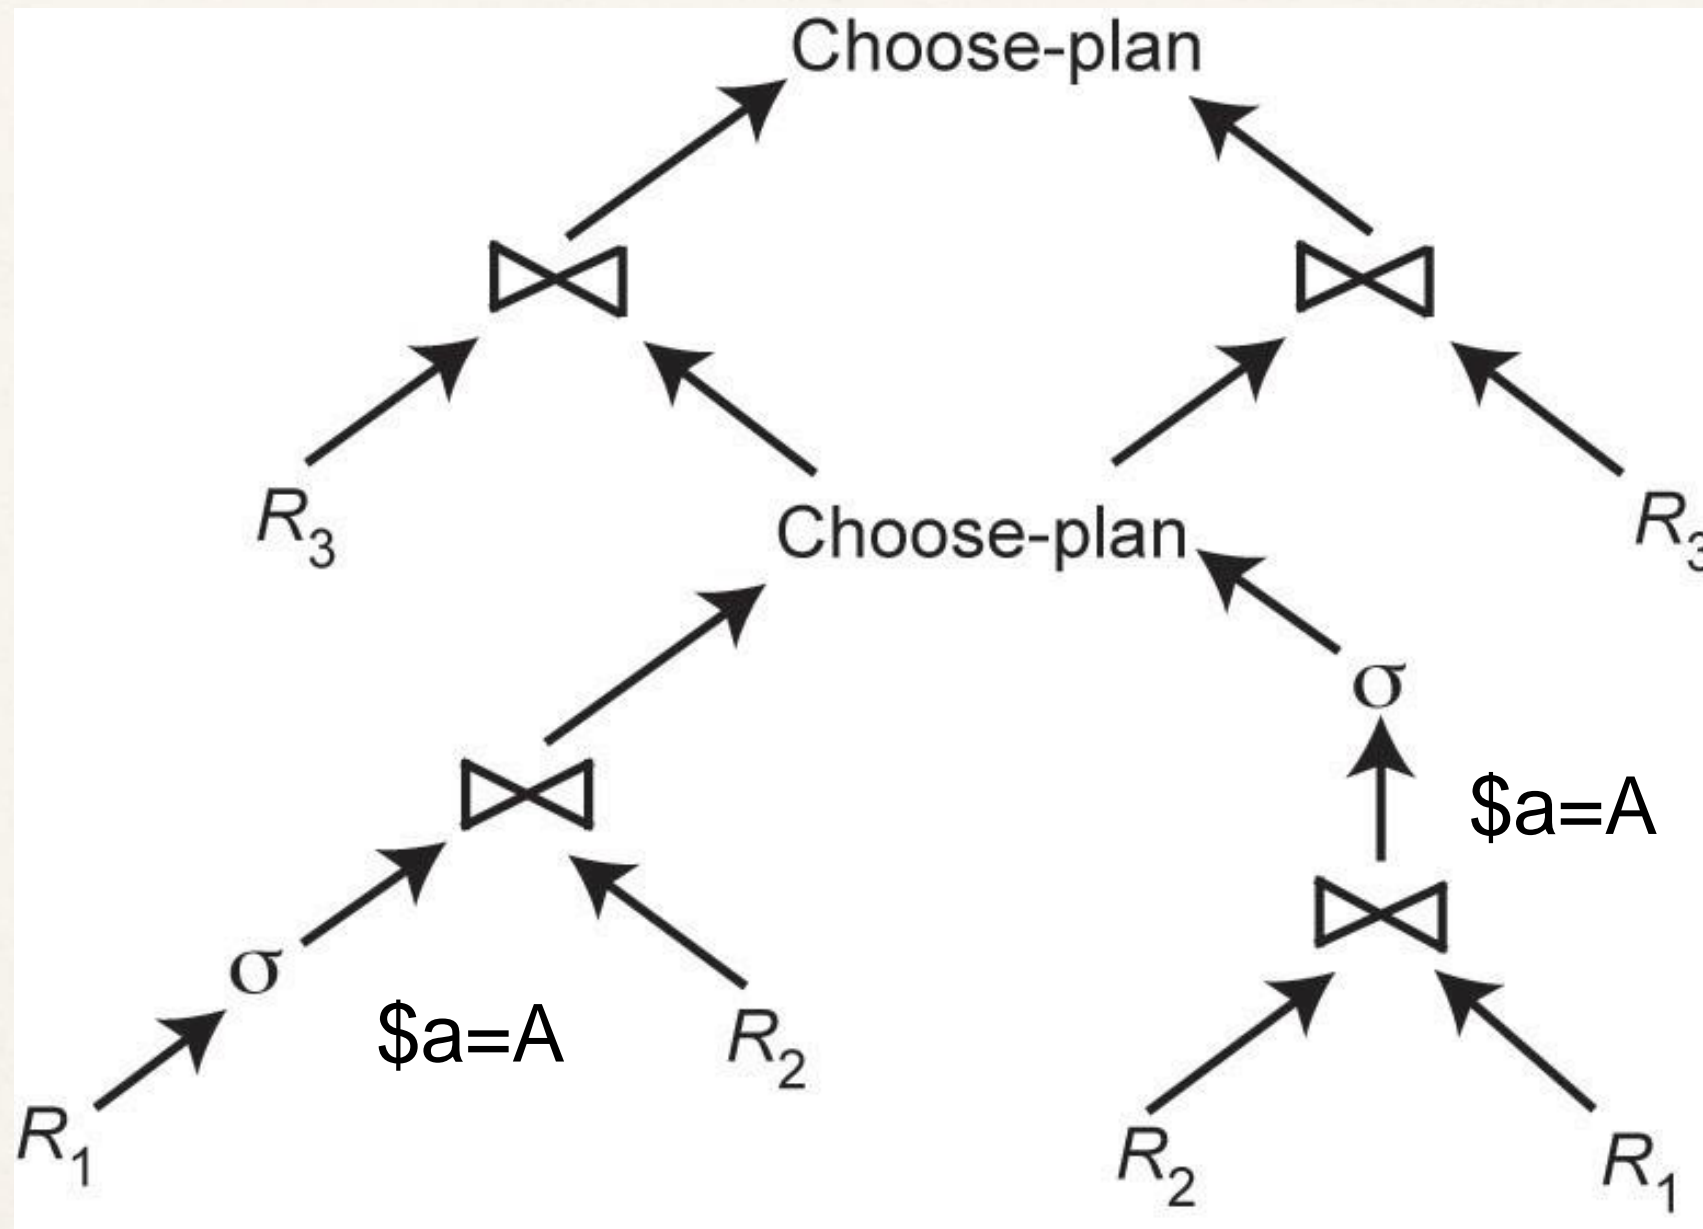 Choose-plan
⋈ ⋈
R3 R3
Choose-plan
σ
⋈ $a=A
⋈
σ
$a=A R2
R1 R2 R1